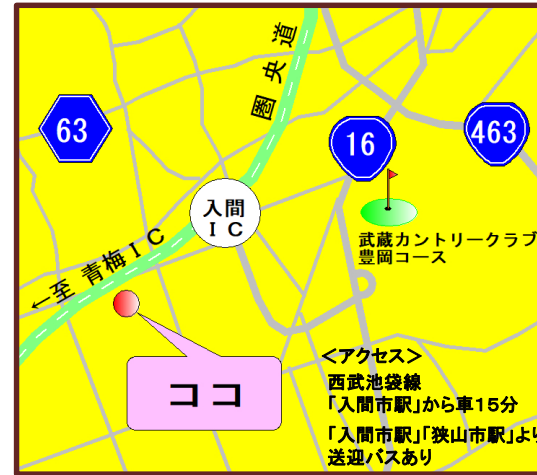 圏央道
63
16
463
入間
IC
武蔵カントリークラブ
豊岡コース
←至 青梅IC
ココ
＜アクセス＞
西武池袋線
「入間市駅」から車15分
「入間市駅」「狭山市駅」より
送迎バスあり